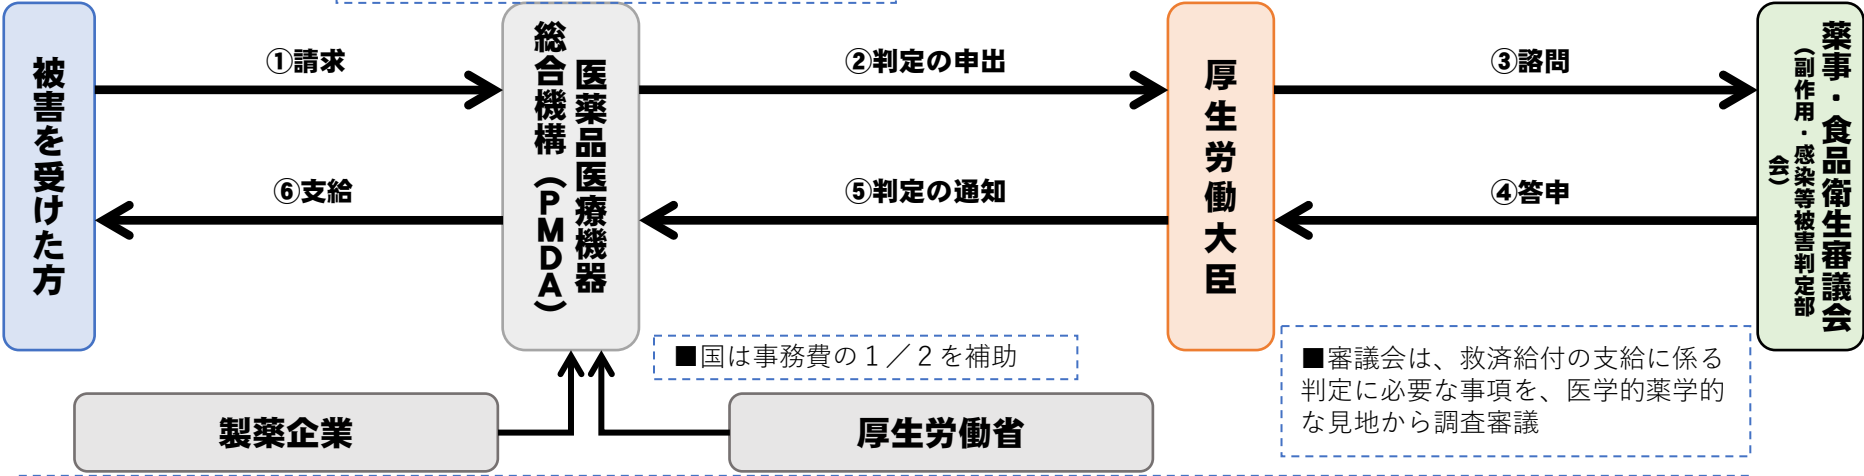 被害を受けた方
①請求
⑥支給
医薬品医療機器
総合機構（PMDA）
②判定の申出
⑤判定の通知
厚生労働大臣
③諮問
④答申
薬事・食品衛生審議会
（副作用・感染等被害判定部
会）
■国は事務費の１／２を補助
■審議会は、救済給付の支給に係る
判定に必要な事項を、医学的薬学的
な見地から調査審議
製薬企業
厚生労働省